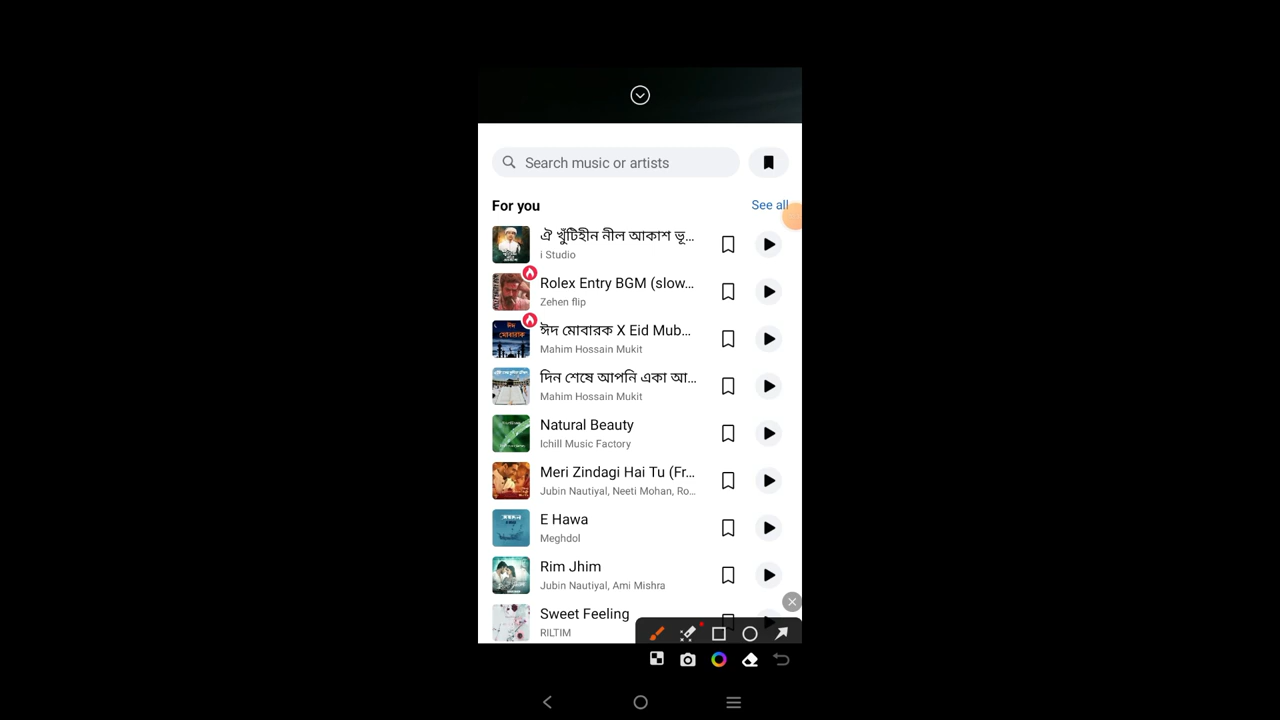 Search music or artists
For you
See all
ঐ খুঁটিহীন নীল আকাশ ভূ...
i Studio
Rolex Entry BGM (slow...
Zehen flip
ঈদ মোবারক X Eid Mub...
Mahim Hossain Mukit
দিন শেষে আপনি একা আ...
Mahim Hossain Mukit
Natural Beauty
Ichill Music Factory
Meri Zindagi Hai Tu (Fr...
Jubin Nautiyal, Neeti Mohan, Ro...
E Hawa
Meghdol
Rim Jhim
Jubin Nautiyal, Ami Mishra
Sweet Feeling
RILTIM